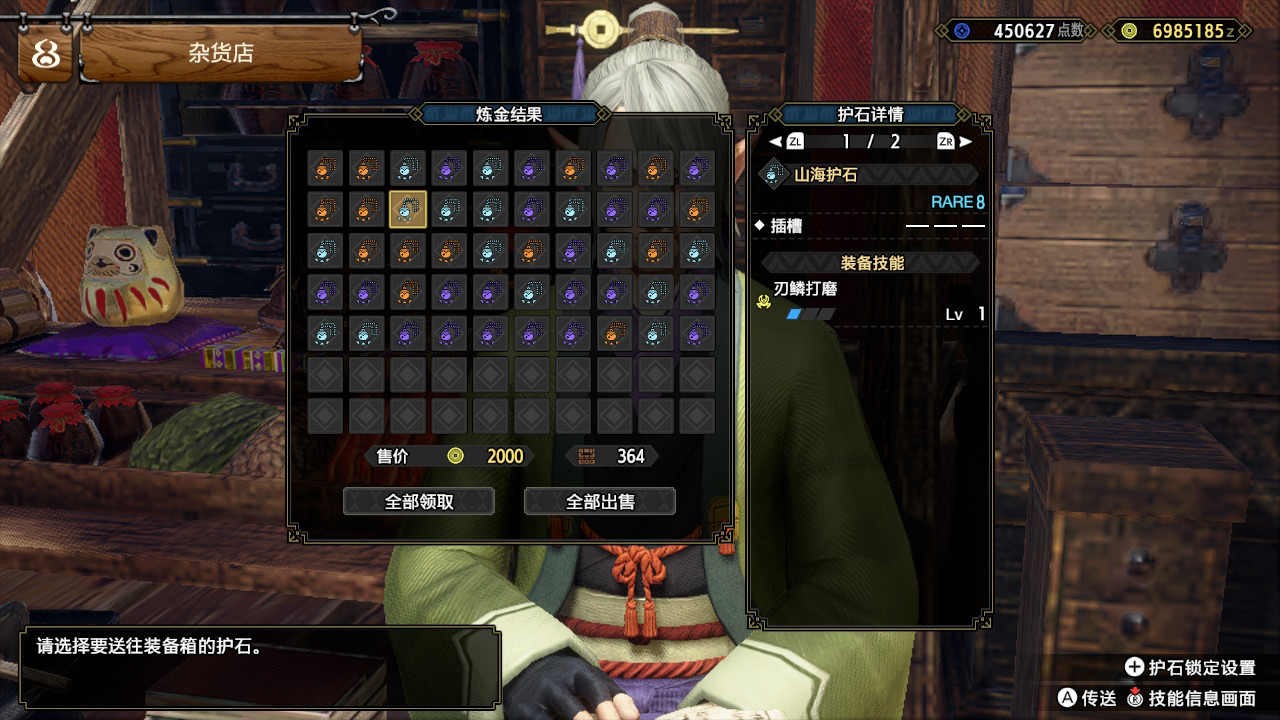 杂货店
450627点数
6985185z
炼金结果
护石详情
ZL 1 / 2 ZR
山海护石
RARE8
插槽
装备技能
刃鳞打磨
Lv 1
售价 2000 364
全部领取 全部出售
请选择要送往装备箱的护石。
护石锁定设置
A 传送 R 技能信息画面